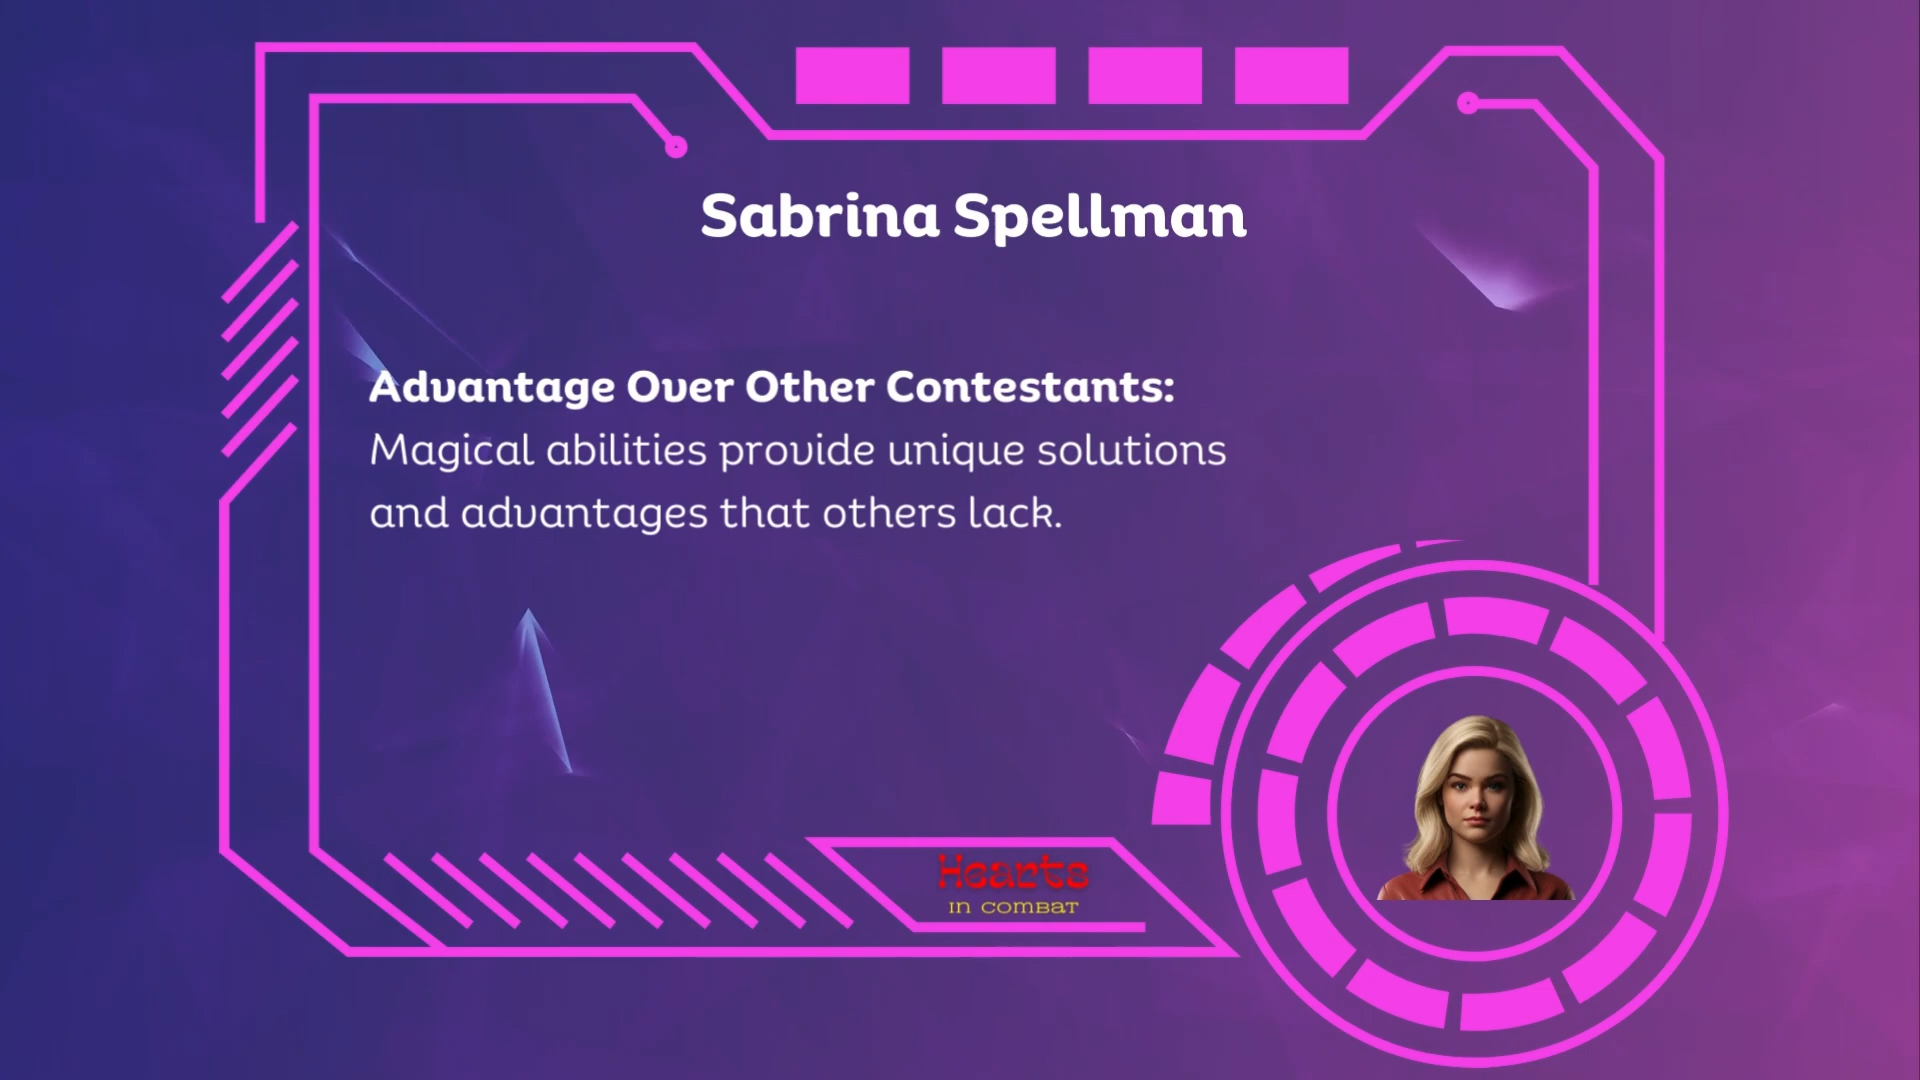 Sabrina Spellman
Advantage Over Other Contestants:
Magical abilities provide unique solutions
and advantages that others lack.
Hearts
IN COMBAT